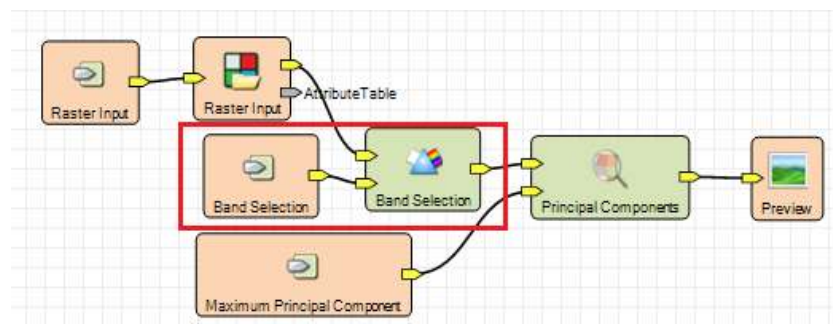 Raster Input
Raster Input
AttributeTable
Band Selection
Band Selection
Principal Components
Preview
Maximum Principal Component